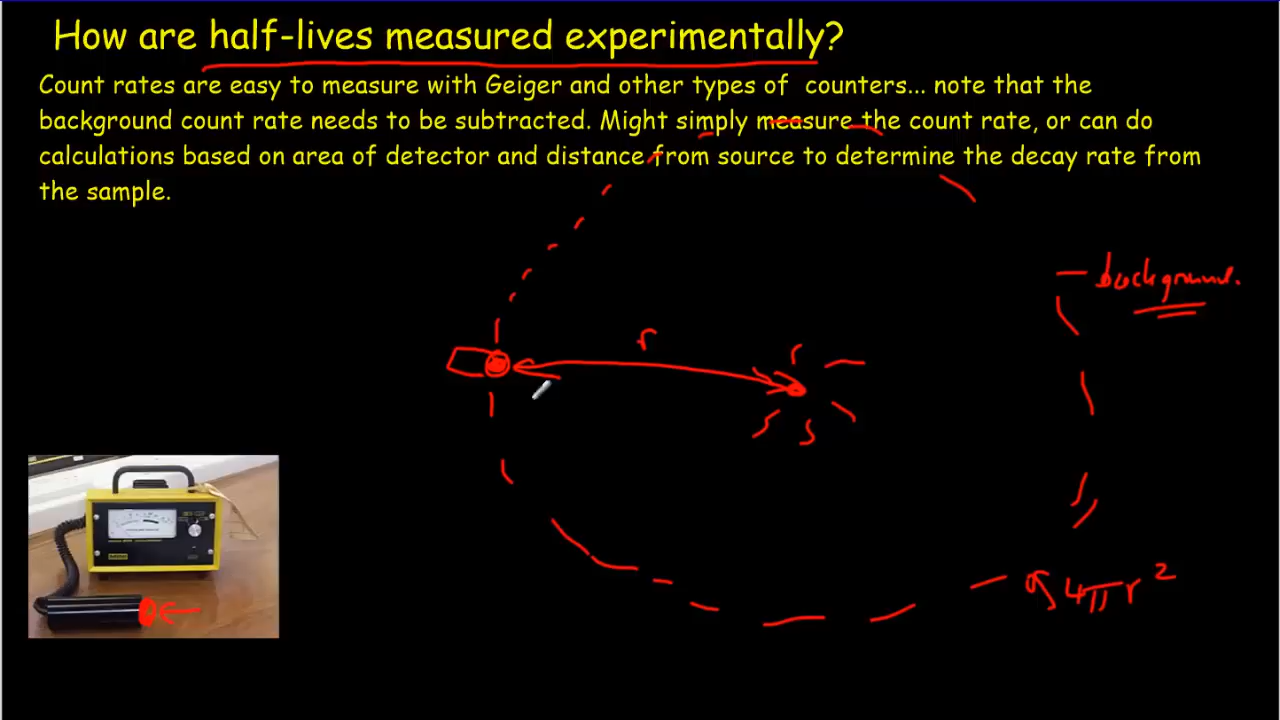 How are half-lives measured experimentally?
Count rates are easy to measure with Geiger and other types of counters... note that the
background count rate needs to be subtracted. Might simply measure the count rate, or can do
calculations based on area of detector and distance from source to determine the decay rate from
the sample.
background.
r
4πr²